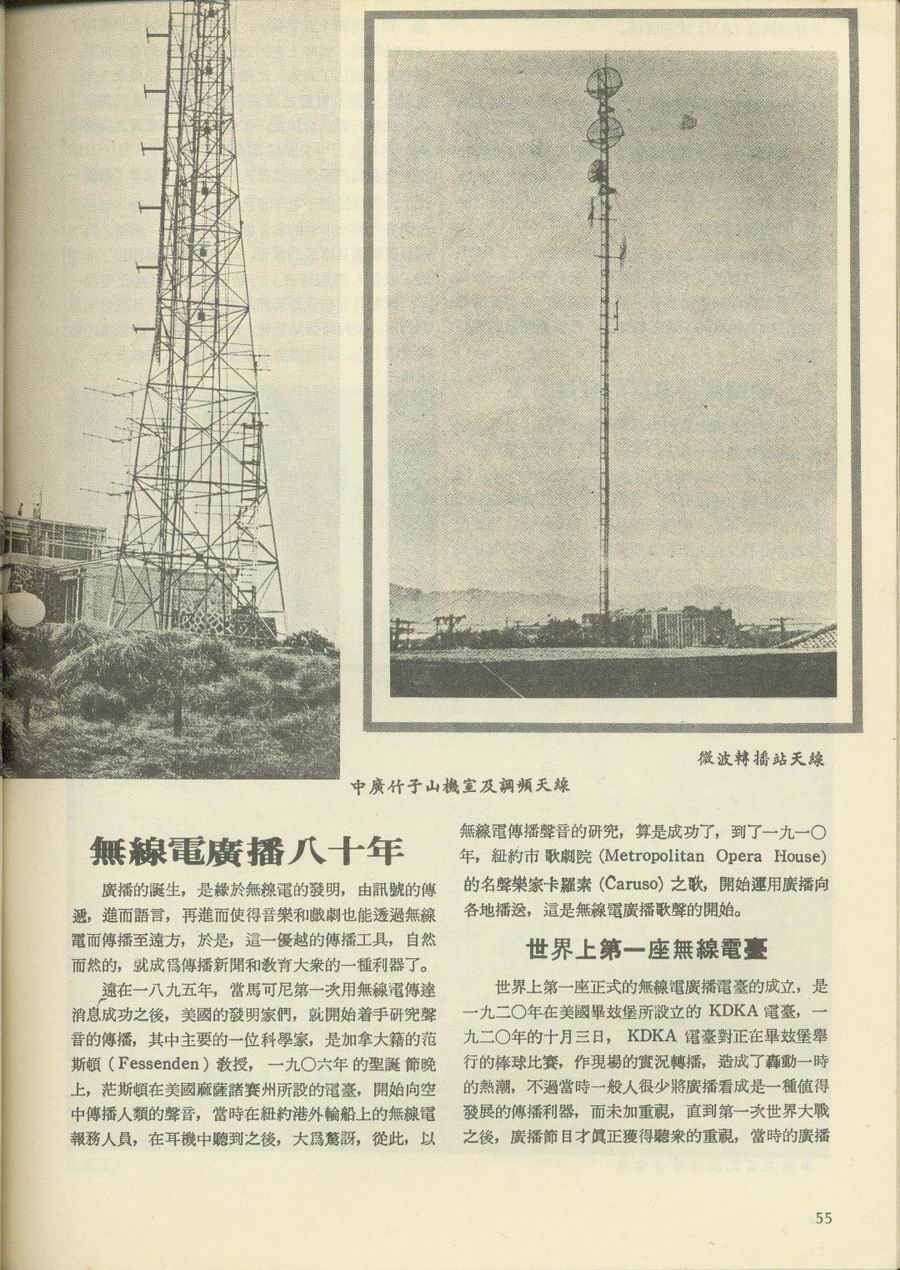 微波轉播站天線
中廣竹子山機室及調頻天線
無線電廣播八十年
廣播的誕生，是緣於無線電的發明，由訊號的傳
遞，進而語言，再進而使得音樂和戲劇也能透過無線
電而傳播至遠方，於是，這一優越的傳播工具，自然
而然的，就成爲傳播新聞和敎育大衆的一種利器了。
遠在一八九五年，當馬可尼第一次用無線電傳達
消息成功之後，美國的發明家們，就開始着手研究聲
音的傳播，其中主要的一位科學家，是加拿大籍的范
斯頓（Fessenden）敎授，一九〇六年的聖誕節晚
上，茫斯頓在美國麻薩諸賽州所設的電臺，開始向空
中傳播人類的聲音，當時在紐約港外輪船上的無線電
報務人員，在耳機中聽到之後，大爲驚訝，從此，以
無線電傳播聲音的研究，算是成功了，到了一九一〇
年，紐約市歌劇院（Metropolitan Opera House）
的名聲樂家卡羅素（Caruso）之歌，開始運用廣播向
各地播送，這是無線電廣播歌聲的開始。
世界上第一座無線電臺
世界上第一座正式的無線電廣播電臺的成立，是
一九二〇年在美國畢玆堡所設立的 KDKA 電臺，一
九二〇年的十月三日， KDKA 電臺對正在畢玆堡舉
行的棒球比賽，作現場的實況轉播，造成了轟動一時
的熱潮，不過當時一般人很少將廣播看成是一種值得
發展的傳播利器，而未加重視，直到第一次世界大戰
之後，廣播節目才眞正獲得聽衆的重視，當時的廣播
55